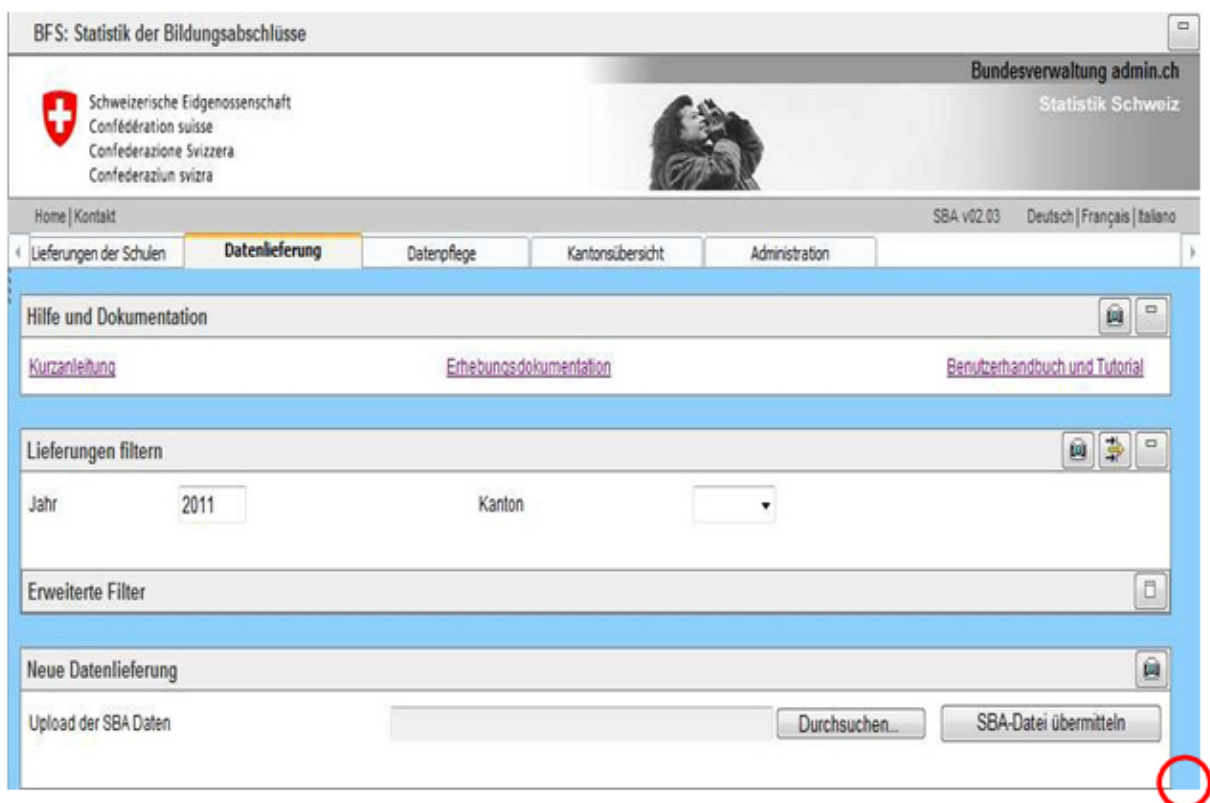 BFS: Statistik der Bildungsabschlüsse
Bundesverwaltung admin.ch
Statistik Schweiz
Schweizerische Eidgenossenschaft
Confédération suisse
Confederazione Svizzera
Confederaziun svizra
Home | Kontakt SBA v02.03 Deutsch | Français | Italiano
Lieferungen der Schulen Datenlieferung Datenpflege Kantonsübersicht Administration
Hilfe und Dokumentation
Kurzanleitung Erhebungsdokumentation Benutzerhandbuch und Tutorial
Lieferungen filtern
Jahr 2011 Kanton
Erweiterte Filter
Neue Datenlieferung
Upload der SBA Daten Durchsuchen... SBA-Datei übermitteln